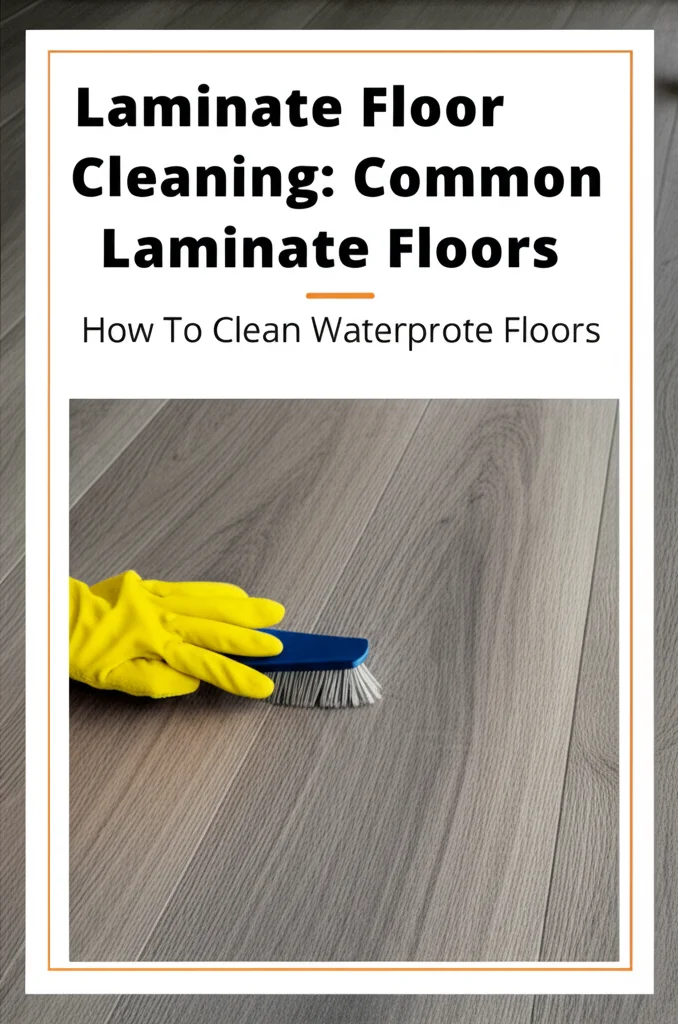 Laminate Floor
Cleaning: Common
Laminate Floors
How To Clean Waterprote Floors